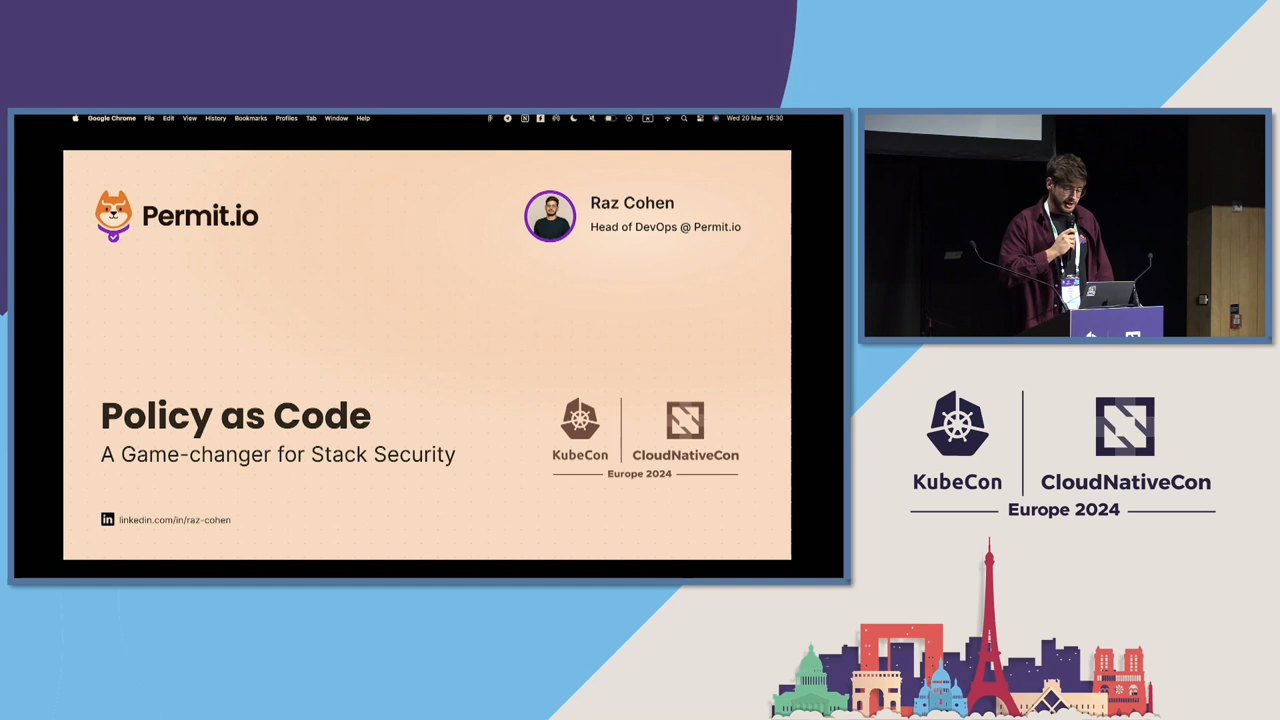 Google Chrome File Edit View History Bookmarks Profiles Tab Window Help
Wed 20 Mar 16:30
Permit.io
Raz Cohen
Head of DevOps @ Permit.io
Policy as Code
A Game-changer for Stack Security
KubeCon CloudNativeCon
Europe 2024
in linkedin.com/in/raz-cohen
KubeCon CloudNativeCon
Europe 2024